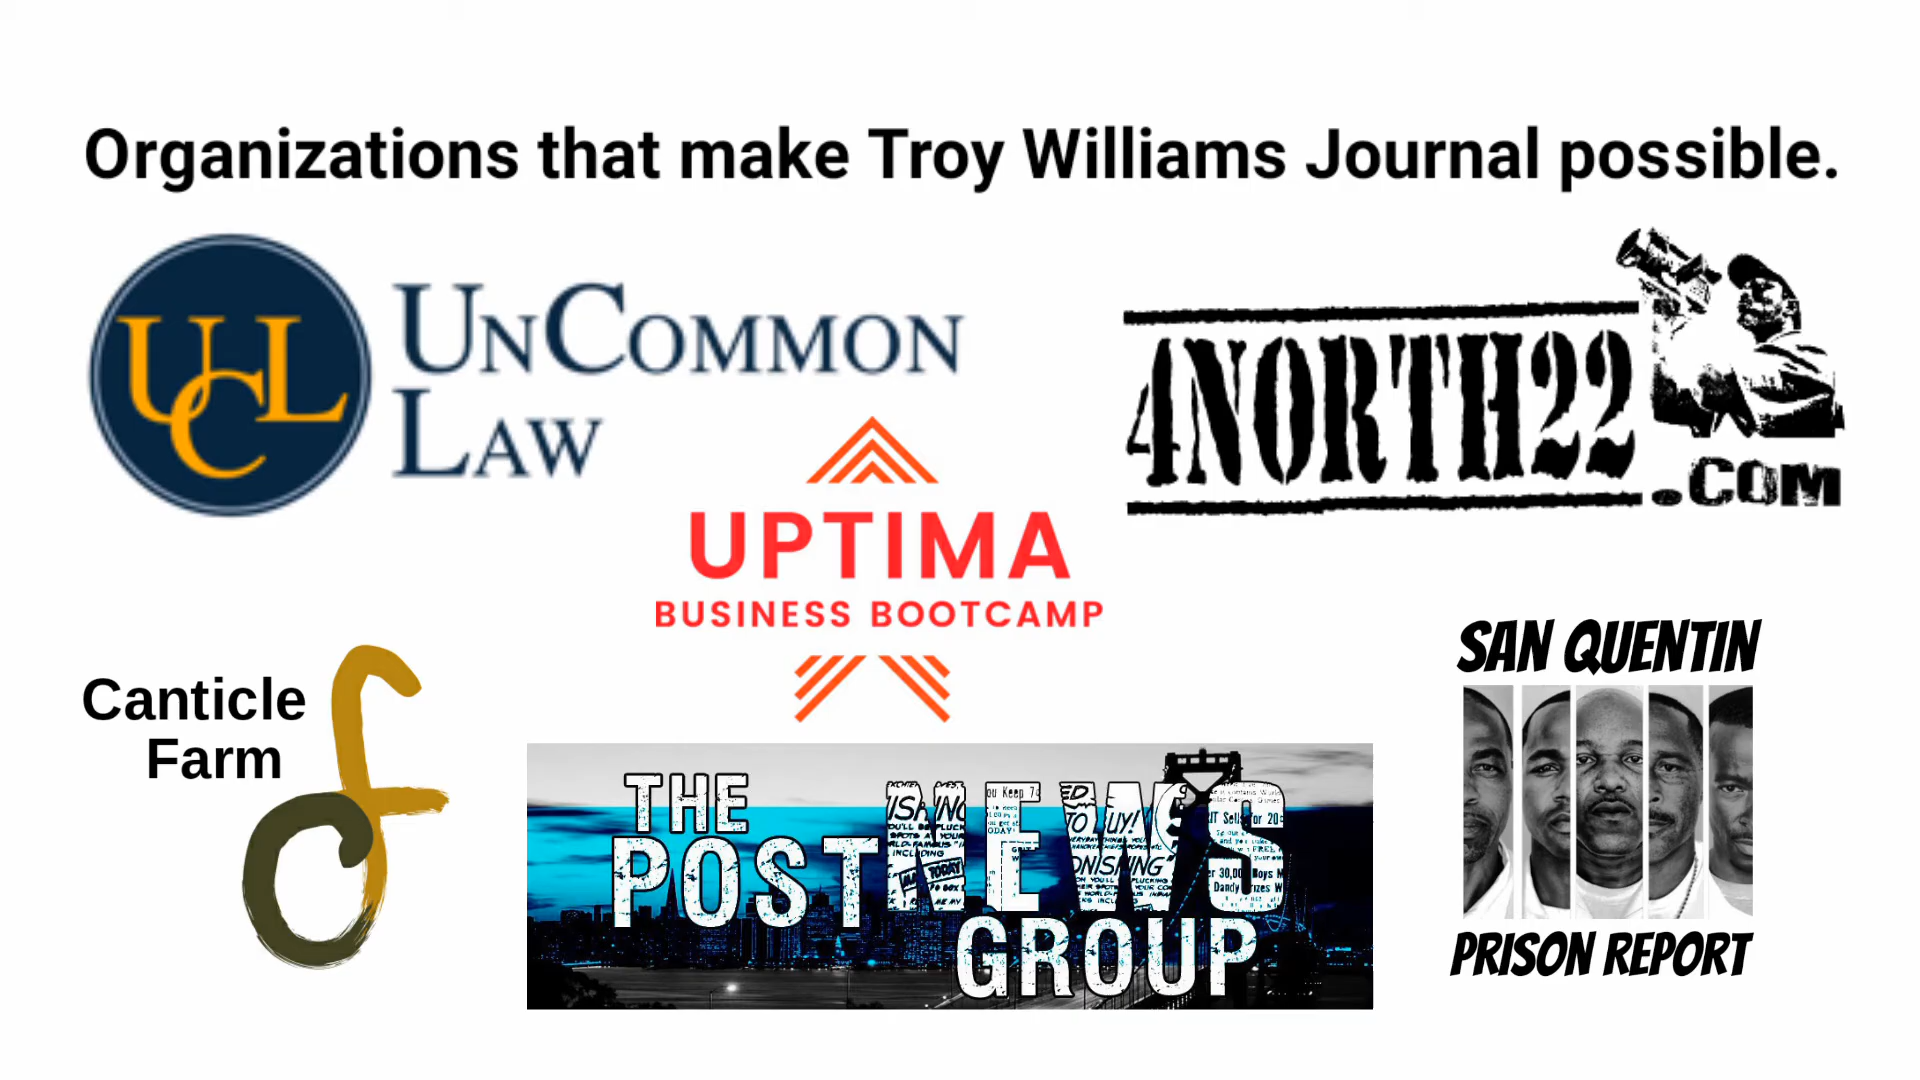 Organizations that make Troy Williams Journal possible.
UCL
UNCOMMON
LAW
4NORTH22
.COM
UPTIMA
BUSINESS BOOTCAMP
Canticle
Farm
THE
POST NEWS
GROUP
SAN QUENTIN
PRISON REPORT